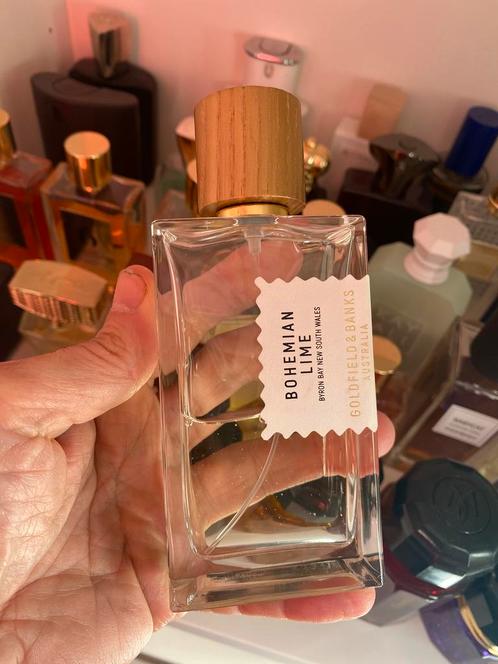 BOHEMIAN
LIME
BYRON BAY NEW SOUTH WALES
GOLDFIELD & BANKS
AUSTRALIA